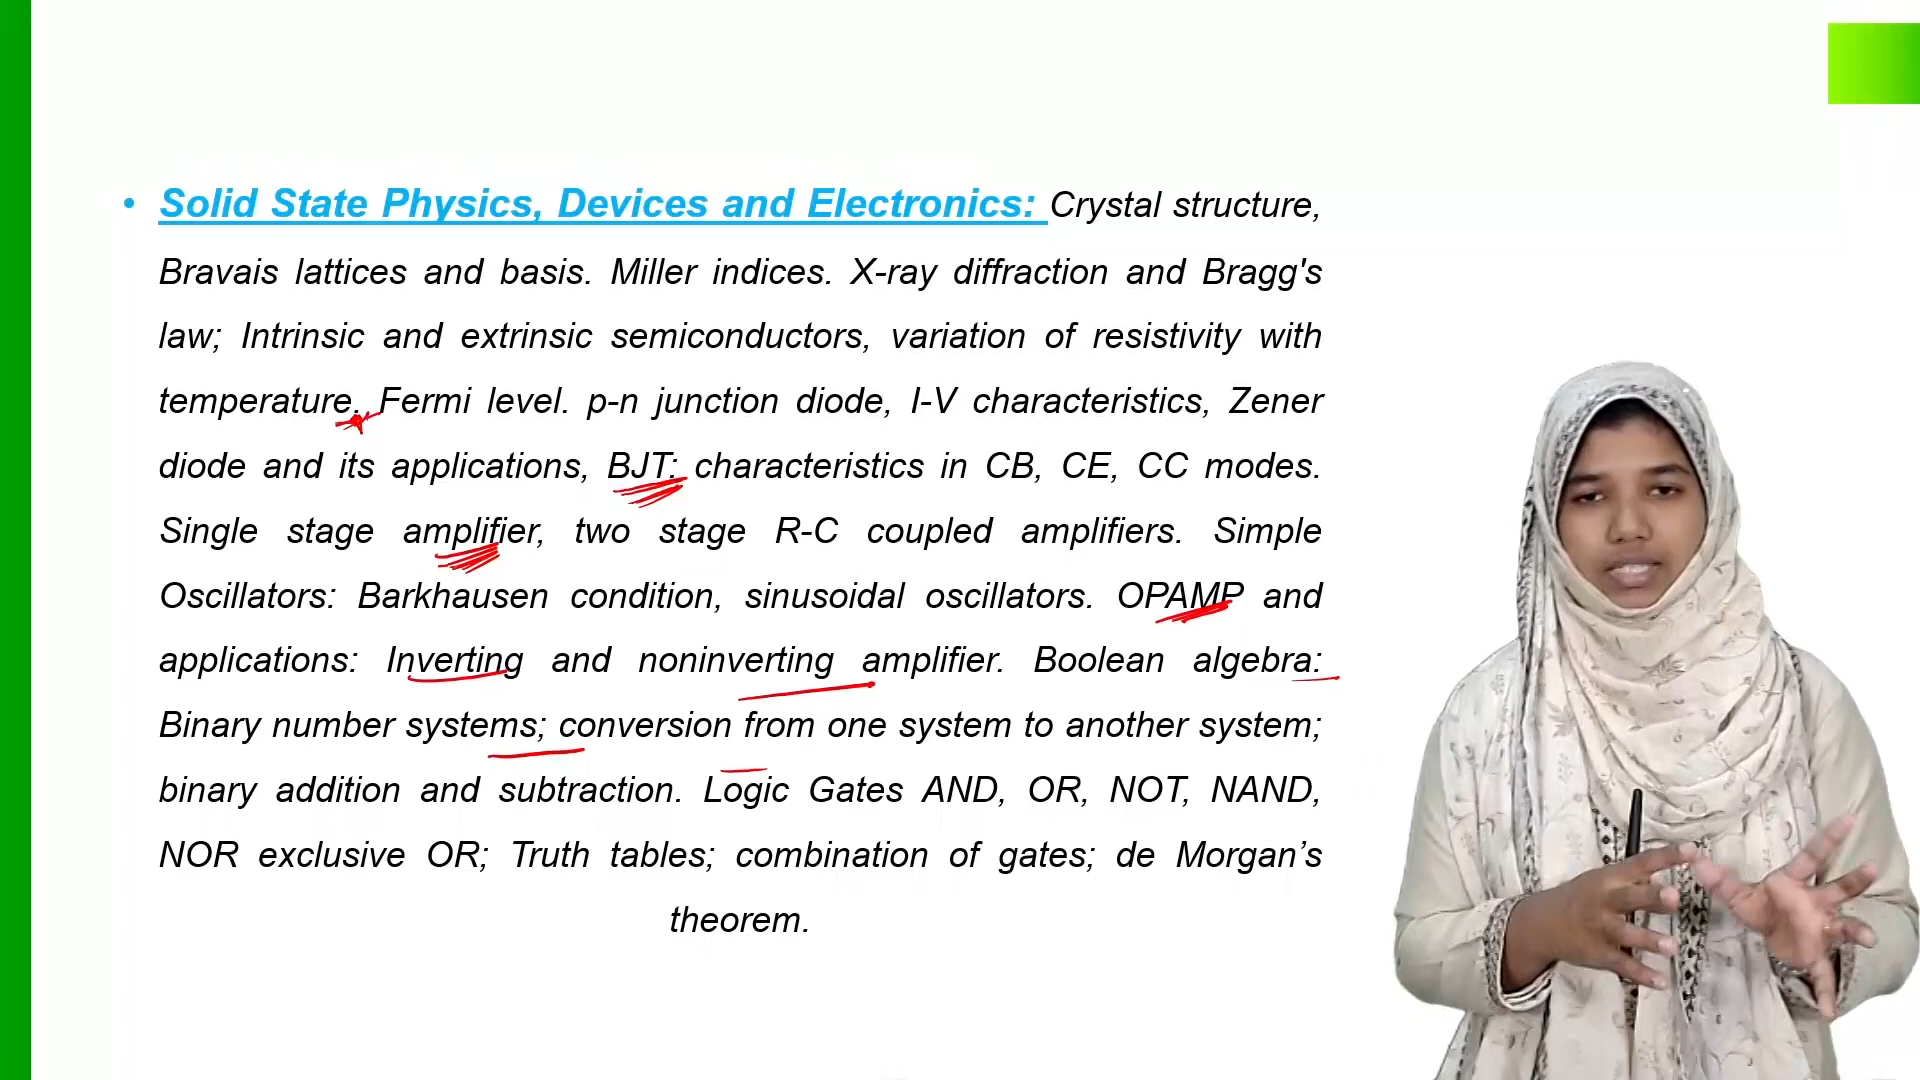 • Solid State Physics, Devices and Electronics: Crystal structure,
Bravais lattices and basis. Miller indices. X-ray diffraction and Bragg's
law; Intrinsic and extrinsic semiconductors, variation of resistivity with
temperature. Fermi level. p-n junction diode, I-V characteristics, Zener
diode and its applications, BJT: characteristics in CB, CE, CC modes.
Single stage amplifier, two stage R-C coupled amplifiers. Simple
Oscillators: Barkhausen condition, sinusoidal oscillators. OPAMP and
applications: Inverting and noninverting amplifier. Boolean algebra:
Binary number systems; conversion from one system to another system;
binary addition and subtraction. Logic Gates AND, OR, NOT, NAND,
NOR exclusive OR; Truth tables; combination of gates; de Morgan’s
theorem.